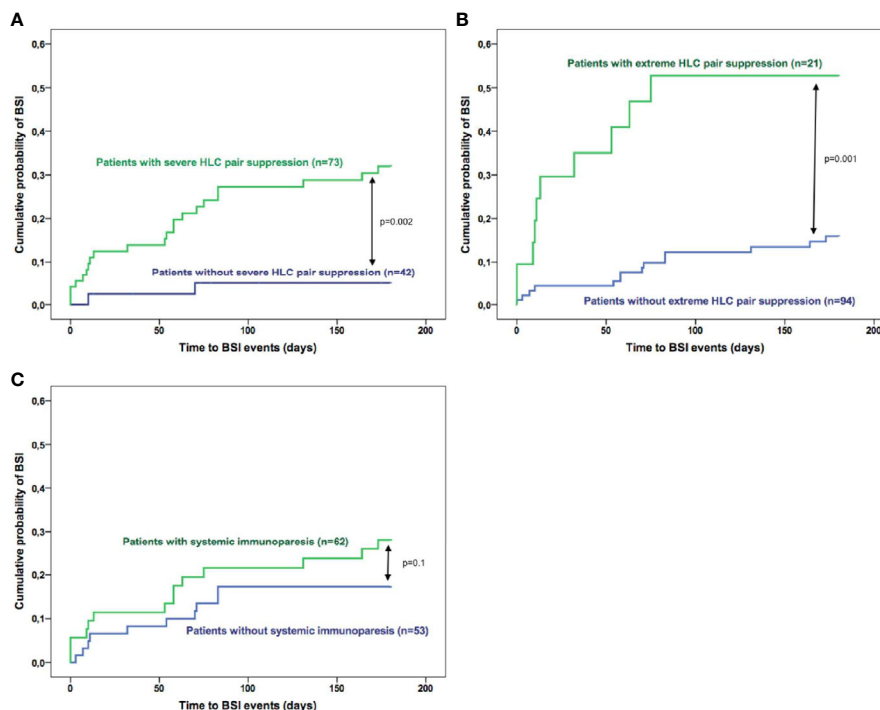 A
Cumulative probability of BSI
0,6
0,5
0,4
0,3
0,2
0,1
0,0
Patients with severe HLC pair suppression (n=73)
p=0.002
Patients without severe HLC pair suppression (n=42)
0
50
100
150
200
Time to BSI events (days)
B
Cumulative probability of BSI
0,6
0,5
0,4
0,3
0,2
0,1
0,0
Patients with extreme HLC pair suppression (n=21)
p=0.001
Patients without extreme HLC pair suppression (n=94)
0
50
100
150
200
Time to BSI events (days)
C
Cumulative probability of BSI
0,6
0,5
0,4
0,3
0,2
0,1
0,0
Patients with systemic immunoparesis (n=62)
p=0.1
Patients without systemic immunoparesis (n=53)
0
50
100
150
200
Time to BSI events (days)